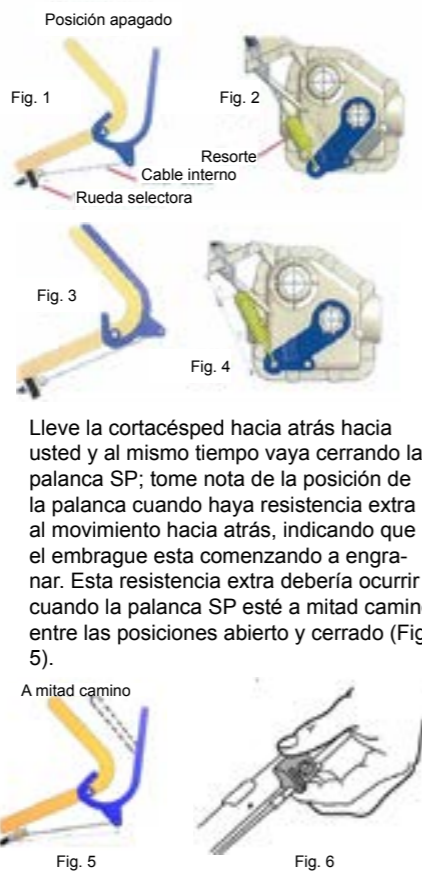 Posición apagado
Fig. 1
Fig. 2
Resorte
Cable interno
Rueda selectora
Fig. 3
Fig. 4
Lleve la cortacésped hacia atrás hacia
usted y al mismo tiempo vaya cerrando la
palanca SP; tome nota de la posición de
la palanca cuando haya resistencia extra
al movimiento hacia atrás, indicando que
el embrague esta comenzando a engra-
nar. Esta resistencia extra debería ocurrir
cuando la palanca SP esté a mitad camin
entre las posiciones abierto y cerrado (Fig
5).
A mitad camino
Fig. 5
Fig. 6